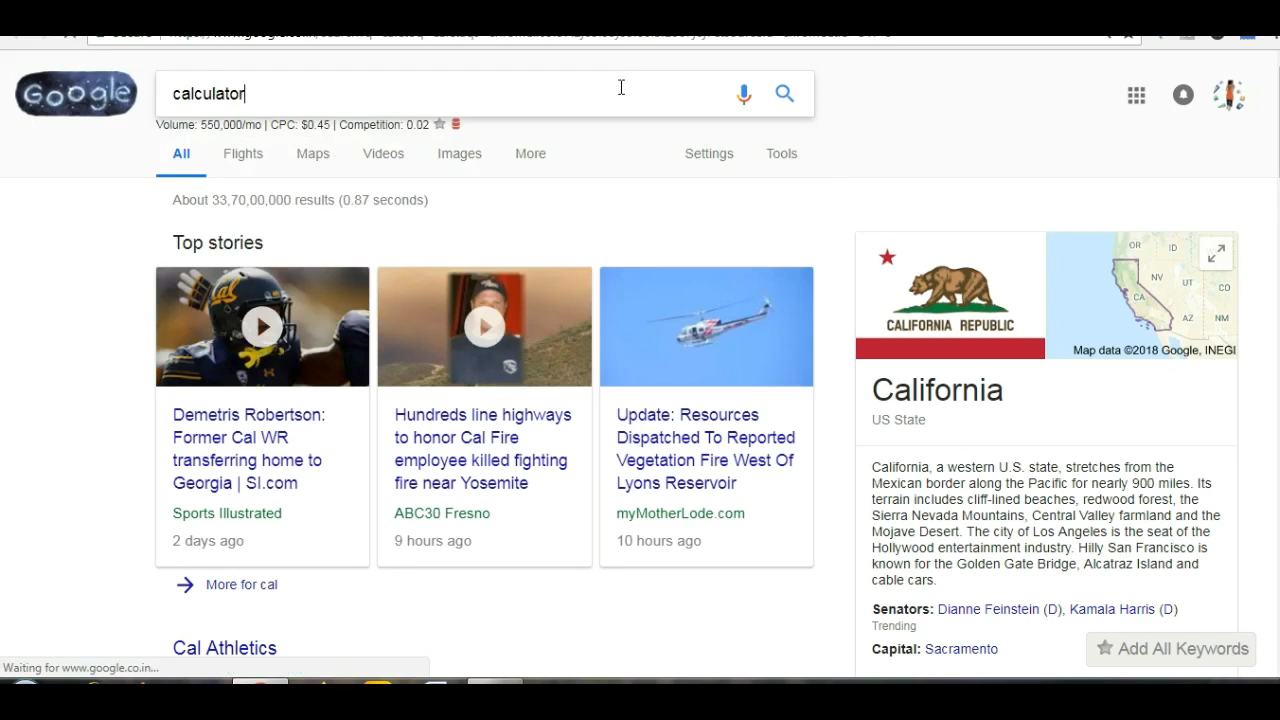 Google
calculator
Volume: 550,000/mo | CPC: $0.45 | Competition: 0.02
All Flights Maps Videos Images More Settings Tools
About 33,70,00,000 results (0.87 seconds)
Top stories
Cal
Demetris Robertson:
Former Cal WR
transferring home to
Georgia | SI.com
Sports Illustrated
2 days ago
Hundreds line highways
to honor Cal Fire
employee killed fighting
fire near Yosemite
ABC30 Fresno
9 hours ago
Update: Resources
Dispatched To Reported
Vegetation Fire West Of
Lyons Reservoir
myMotherLode.com
10 hours ago
More for cal
Cal Athletics
Waiting for www.google.co.in...
CALIFORNIA REPUBLIC
OR
ID
NV
UT
CO
CA
AZ
NM
Map data ©2018 Google, INEGI
California
US State
California, a western U.S. state, stretches from the
Mexican border along the Pacific for nearly 900 miles. Its
terrain includes cliff-lined beaches, redwood forest, the
Sierra Nevada Mountains, Central Valley farmland and the
Mojave Desert. The city of Los Angeles is the seat of the
Hollywood entertainment industry. Hilly San Francisco is
known for the Golden Gate Bridge, Alcatraz Island and
cable cars.
Senators: Dianne Feinstein (D), Kamala Harris (D)
Trending
Capital: Sacramento
Add All Keywords